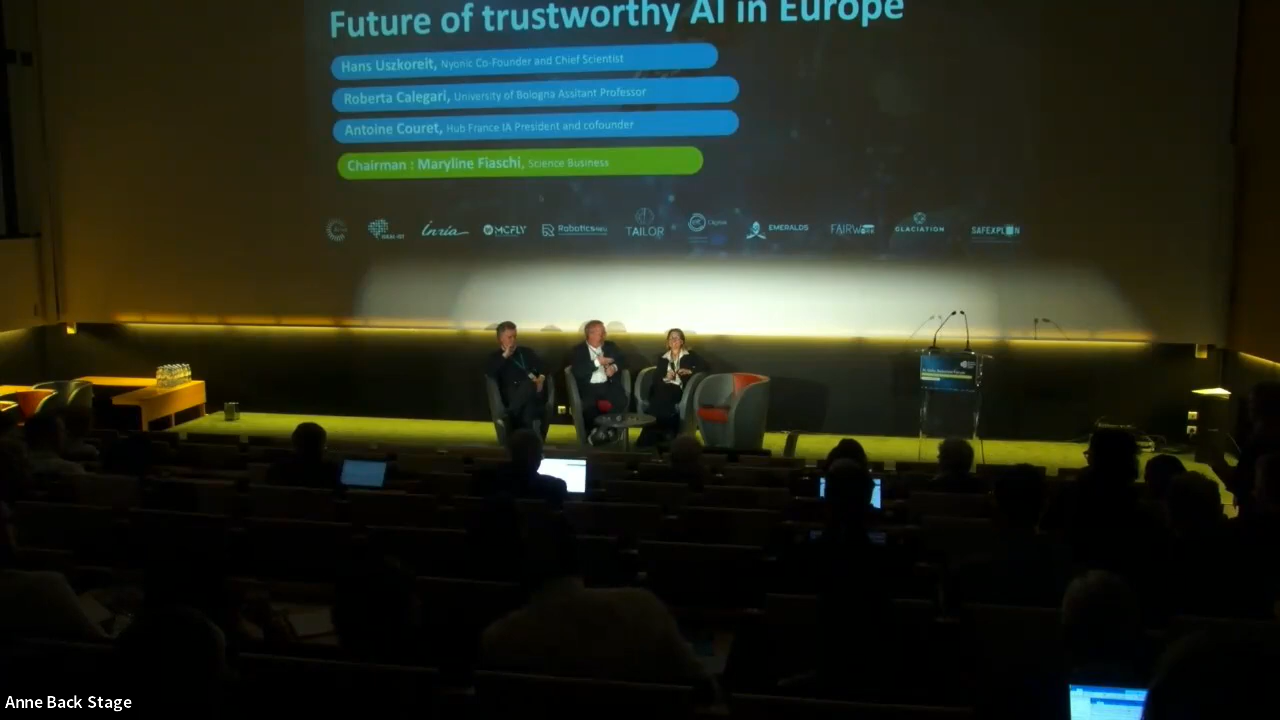 Future of trustworthy AI in Europe
Hans Uszkoreit, Nyonic Co-Founder and Chief Scientist
Roberta Calegari, University of Bologna Assitant Professor
Antoine Couret, Hub France IA President and cofounder
Chairman : Maryline Fiaschi, Science Business
Inria MCFLY Robotics4EU TAILOR EMERALDS FAIRWORK GLACIATION SAFEXPLAIN
Anne Back Stage